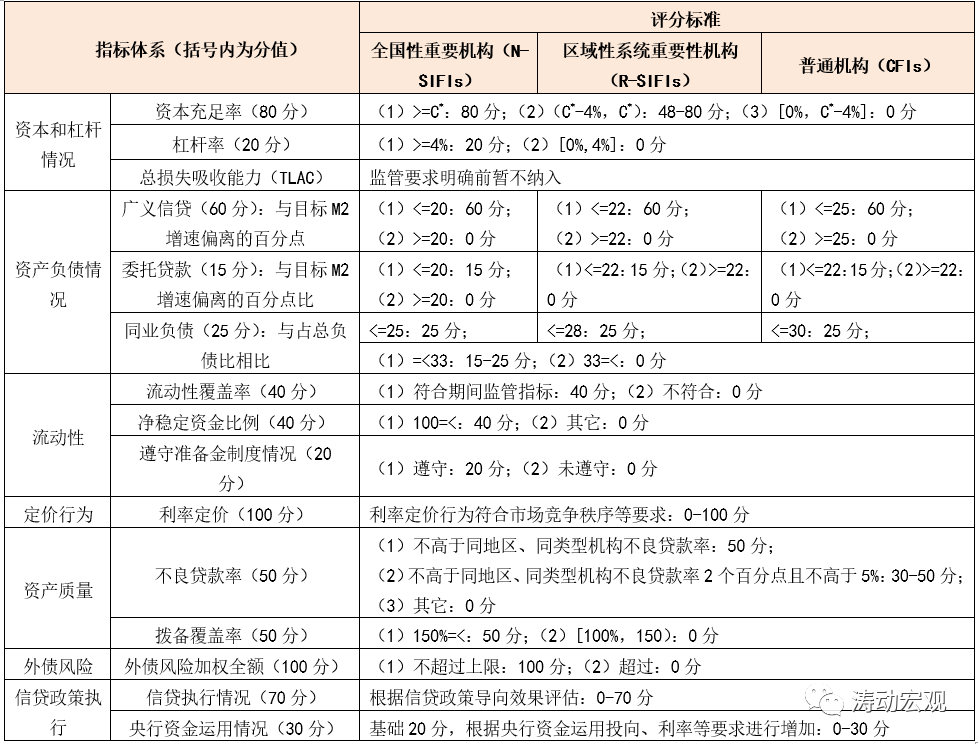 指标体系（括号内为分值）
评分标准
全国性重要机构（N-
SIFIs）
区域性系统重要性机构
（R-SIFIs）
普通机构（CFIs）
资本和杠杆
情况
资本充足率（80 分）
（1）>=C*：80 分；（2）（C*-4%，C*）：48-80 分；（3）[0%，C*-4%]：0 分
杠杆率（20 分）
（1）>=4%：20 分；（2）[0%,4%]：0 分
总损失吸收能力（TLAC）
监管要求明确前暂不纳入
资产负债情
况
广义信贷（60 分）：与目标 M2
增速偏离的百分点
（1）<=20：60 分；
（2）>=20：0 分
（1）<=22：60 分；
（2）>=22：0 分
（1）<=25：60 分；
（2）>=25：0 分
委托贷款（15 分）：与目标 M2
增速偏离的百分点比
（1）<=20：15 分；
（2）>=20：0 分
（1）<=22：15 分；（2）>=22：
0 分
（1）<=22：15 分；（2）>=22：
0 分
同业负债（25 分）：与占总负
债比相比
<=25：25 分；
<=28：25 分；
<=30：25 分；
（1）=<33：15-25 分；（2）33=<：0 分
流动性
流动性覆盖率（40 分）
（1）符合期间监管指标：40 分；（2）不符合：0 分
净稳定资金比例（40 分）
（1）100=<：40 分；（2）其它：0 分
遵守准备金制度情况（20
分）
（1）遵守：20 分；（2）未遵守：0 分
定价行为
利率定价（100 分）
利率定价行为符合市场竞争秩序等要求：0-100 分
资产质量
不良贷款率（50 分）
（1）不高于同地区、同类型机构不良贷款率：50 分；
（2）不高于同地区、同类型机构不良贷款率 2 个百分点且不高于 5%：30-50 分；
（3）其它：0 分
拨备覆盖率（50 分）
（1）150%=<：50 分；（2）[100%，150）：0 分
外债风险
外债风险加权全额（100 分）
（1）不超过上限：100 分；（2）超过：0 分
信贷政策执
行
信贷执行情况（70 分）
根据信贷政策导向效果评估：0-70 分
央行资金运用情况（30 分）
基础 20 分，根据央行资金运用投向、利率等要求进行增加：0-30 分
涛动宏观